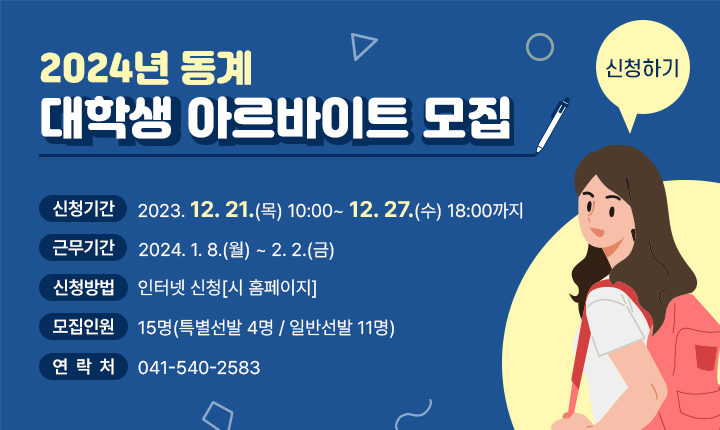 2024년 동계
대학생 아르바이트 모집
신청하기
신청기간 2023. 12. 21.(목) 10:00~ 12. 27.(수) 18:00까지
근무기간 2024. 1. 8.(월) ~ 2. 2.(금)
신청방법 인터넷 신청[시 홈페이지]
모집인원 15명(특별선발 4명 / 일반선발 11명)
연 락 처 041-540-2583